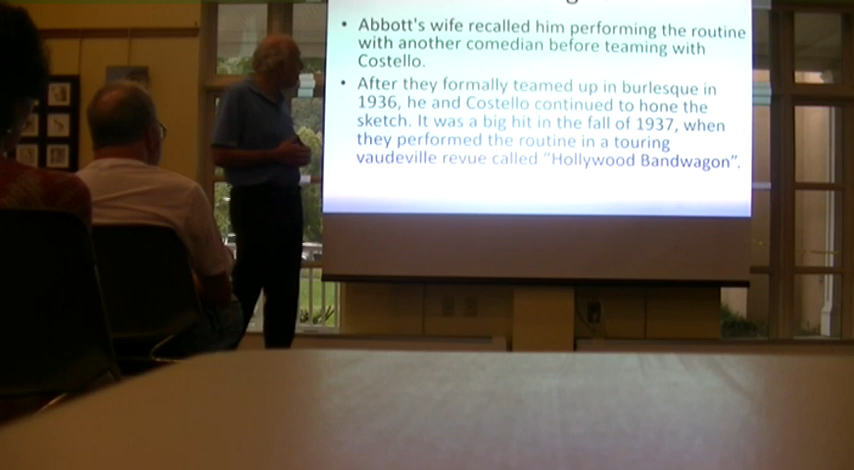 • Abbott's wife recalled him performing the routine
with another comedian before teaming with
Costello.
• After they formally teamed up in burlesque in
1936, he and Costello continued to hone the
sketch. It was a big hit in the fall of 1937, when
they performed the routine in a touring
vaudeville revue called “Hollywood Bandwagon”.